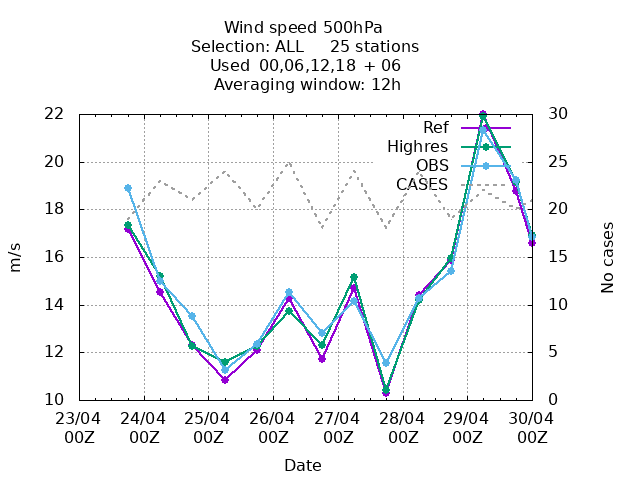 Wind speed 500hPa
Selection: ALL     25 stations
Used  00,06,12,18 + 06
Averaging window: 12h
22 30
Ref
Highres
20 25
OBS
CASES
18 20
m/s
16 15
No cases
14 10
12 5
10 0
23/04 24/04 25/04 26/04 27/04 28/04 29/04 30/04
00Z 00Z 00Z 00Z 00Z 00Z 00Z 00Z
Date